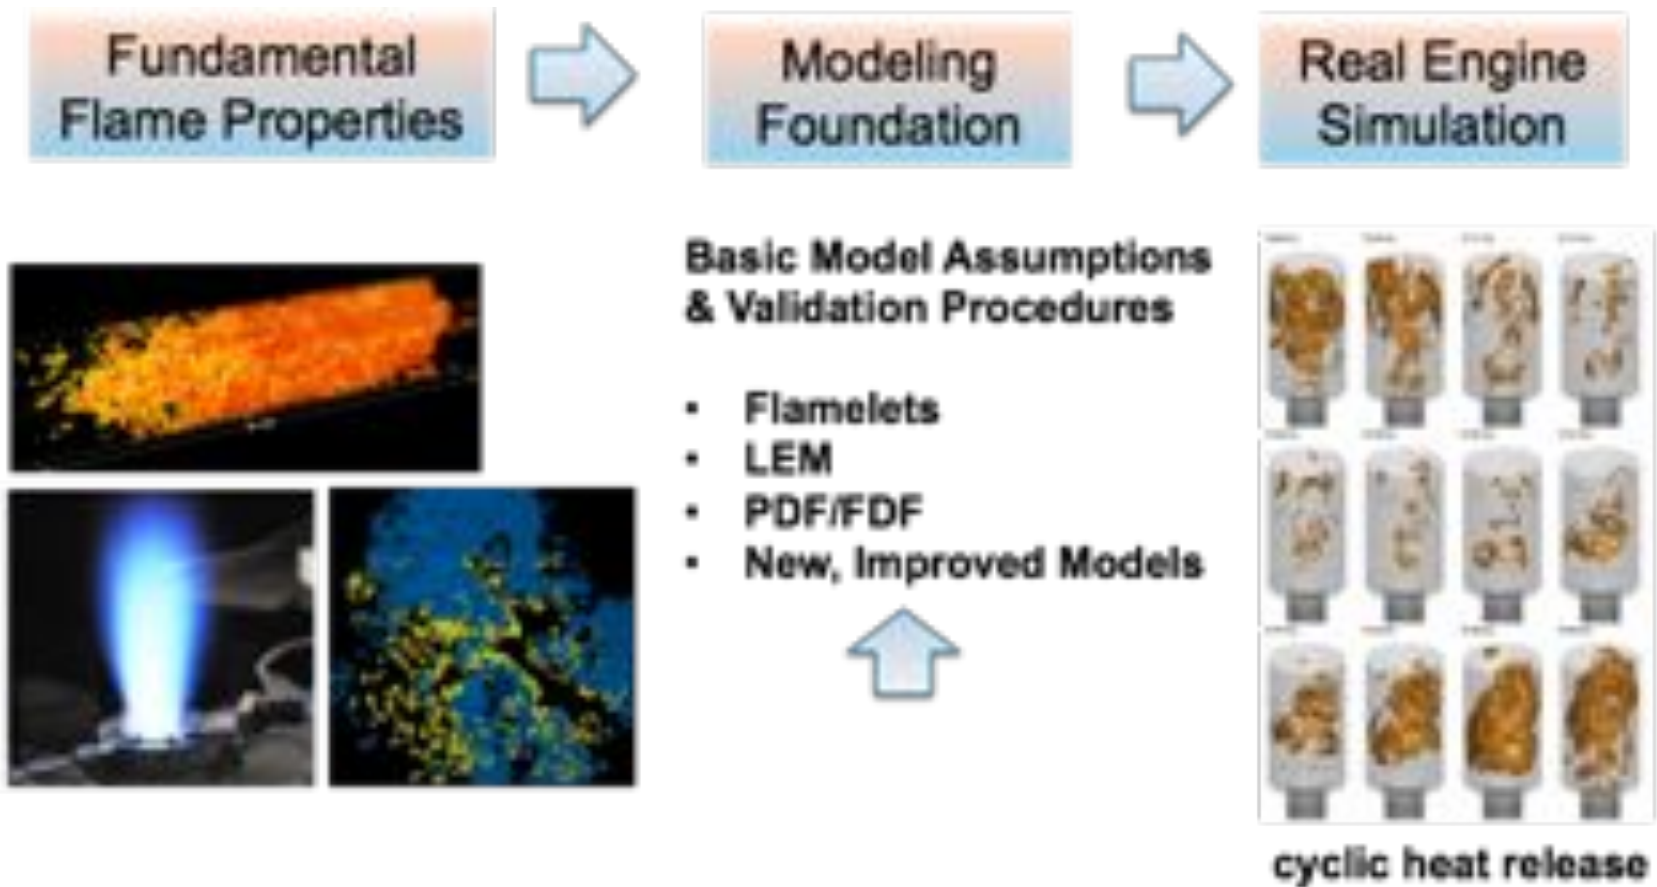 Fundamental
Flame Properties
Modeling
Foundation
Real Engine
Simulation
Basic Model Assumptions
& Validation Procedures
• Flamelets
• LEM
• PDF/FDF
• New, Improved Models
cyclic heat release